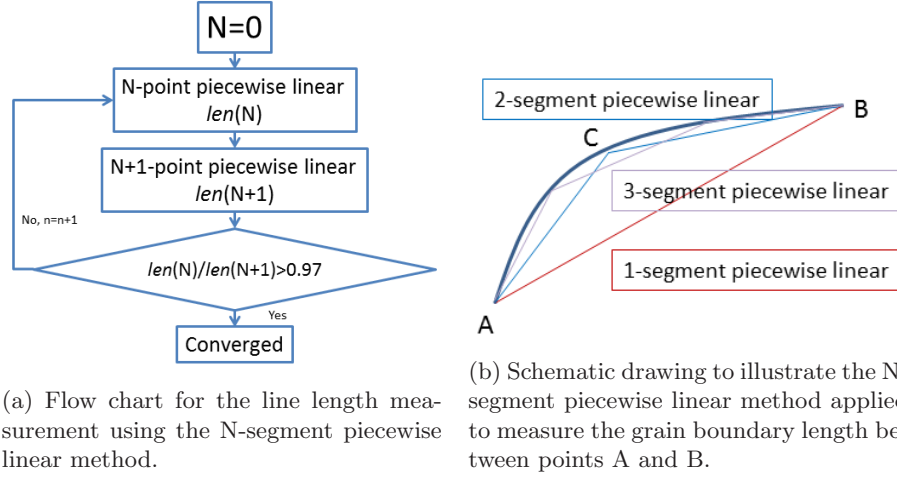 N=0
N-point piecewise linear
len(N)
N+1-point piecewise linear
len(N+1)
No, n=n+1
len(N)/len(N+1)>0.97
Yes
Converged
(a) Flow chart for the line length mea-
surement using the N-segment piecewise
linear method.
2-segment piecewise linear
B
C
3-segment piecewise linear
1-segment piecewise linear
A
(b) Schematic drawing to illustrate the N
segment piecewise linear method applied
to measure the grain boundary length be
tween points A and B.